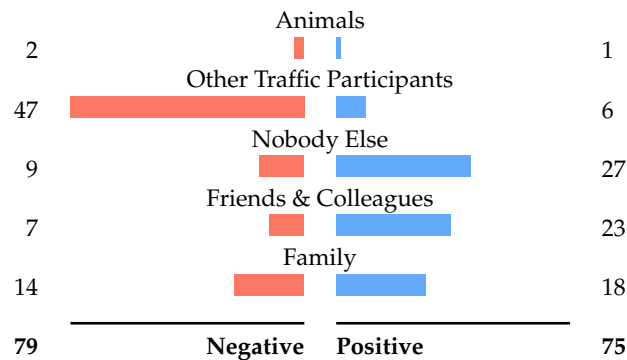 Animals
2 1
Other Traffic Participants
47 6
Nobody Else
9 27
Friends & Colleagues
7 23
Family
14 18
79 Negative Positive 75